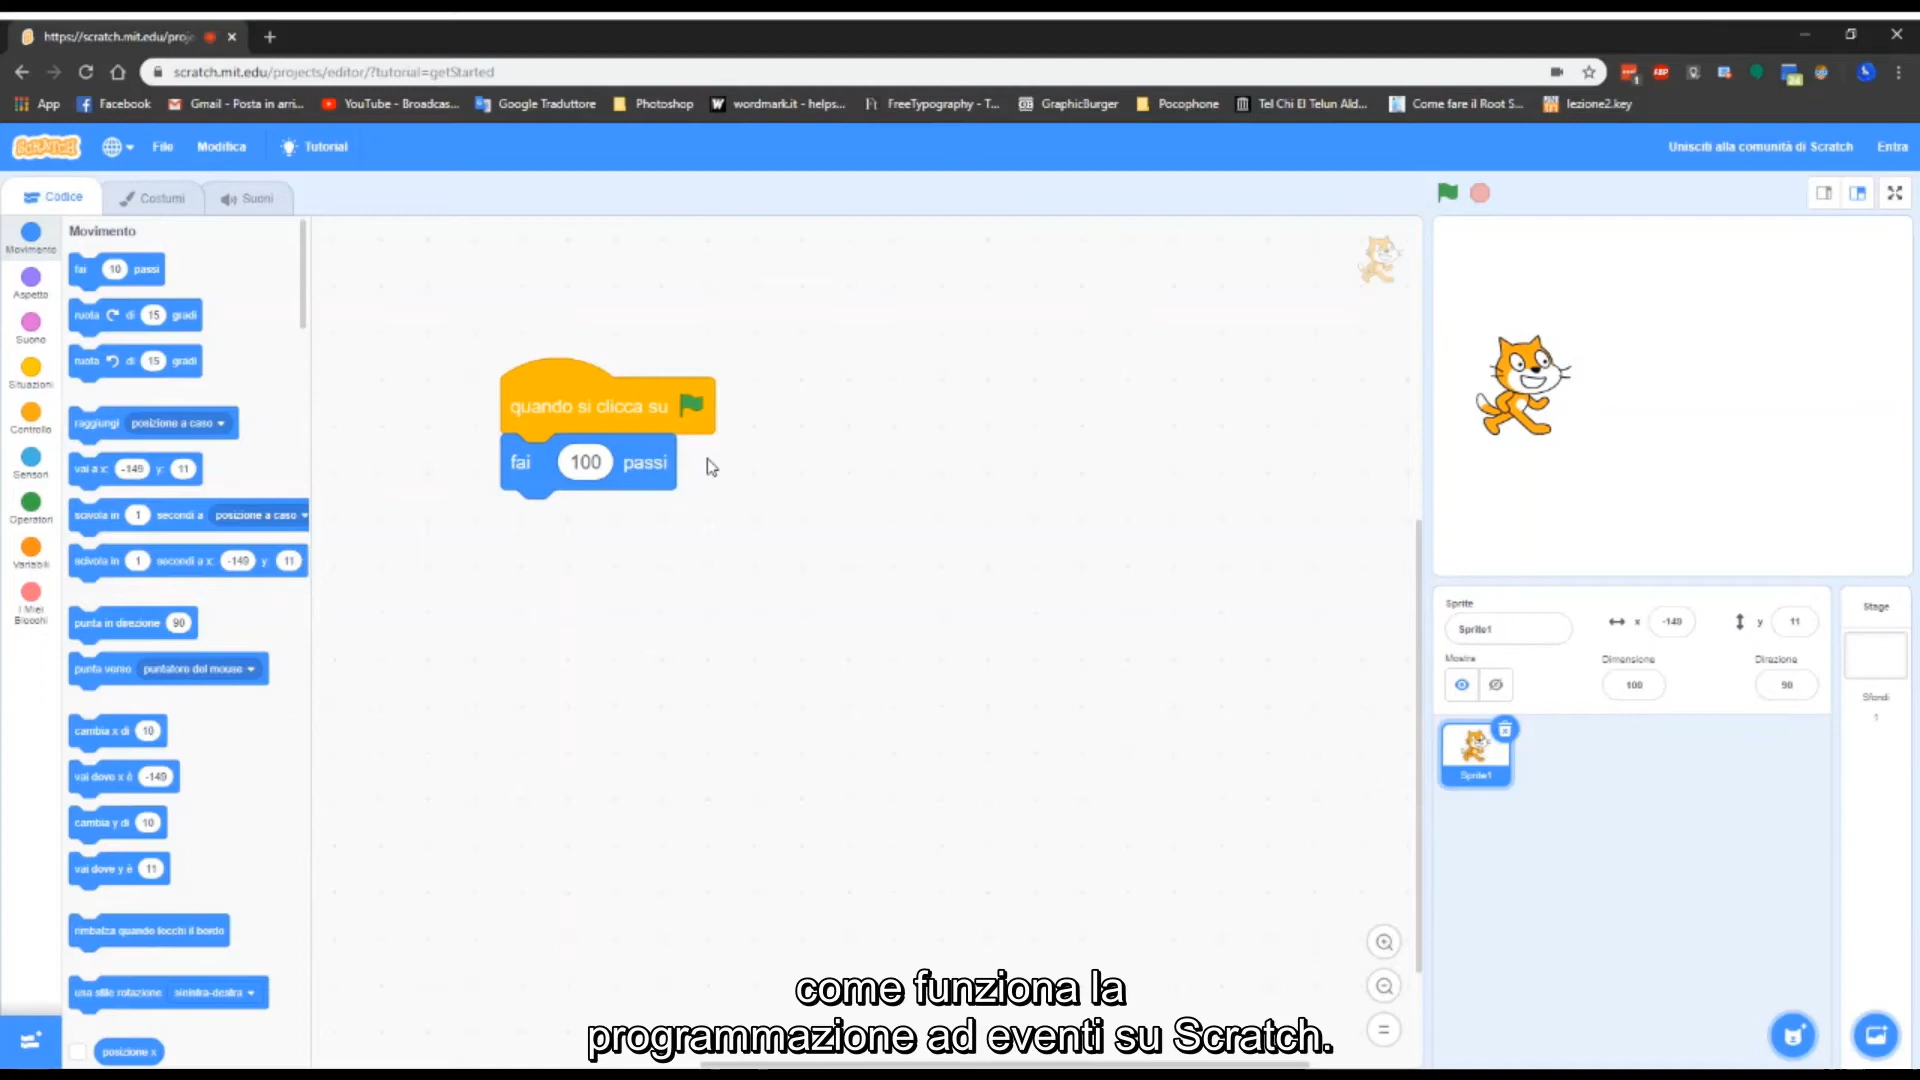 https://scratch.mit.edu/proje
scratch.mit.edu/projects/editor/?tutorial=getStarted
App
Facebook
Gmail - Posta in arri...
YouTube - Broadcas...
Google Traduttore
Photoshop
wordmark.it - helps...
FreeTypography - T...
GraphicBurger
Pocophone
Tel Chi El Telun Ald...
Come fare il Root S...
lezione2.key
SCRATCH
File
Modifica
Tutorial
Unisciti alla comunità di Scratch
Entra
Codice
Costumi
Suoni
Movimento
Aspetto
Suono
Situazioni
Controllo
Sensori
Operatori
Variabili
I Miei
Blocchi
Movimento
fai 10 passi
ruota di 15 gradi
ruota di 15 gradi
raggiungi posizione a caso
vai a x: -149 y: 11
scivola in 1 secondi a posizione a caso
scivola in 1 secondi a x: -149 y: 11
punta in direzione 90
punta verso puntatore del mouse
cambia x di 10
vai dove x è -149
cambia y di 10
vai dove y è 11
rimbalza quando tocchi il bordo
usa stile rotazione sinistra-destra
posizione x
quando si clicca su
fai 100 passi
Sprite
Sprite1
x -149
y 11
Mostra
Dimensione
100
Direzione
90
Sprite1
Stage
Sfondi
1
come funziona la
programmazione ad eventi su Scratch.